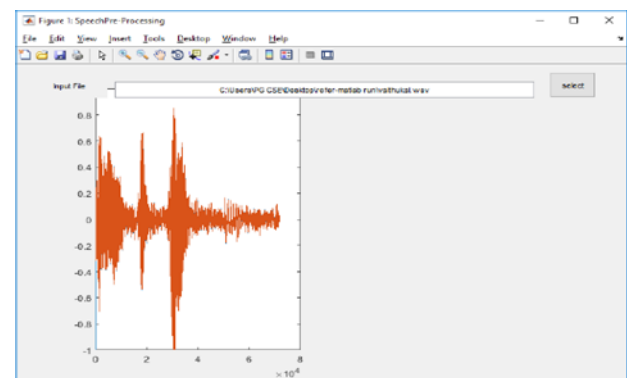 Figure 1: SpeechPre-Processing
File Edit View Insert Tools Desktop Window Help
Input File
select
0.8
0.6
0.4
0.2
0
-0.2
-0.4
-0.6
-0.8
-1
0 2 4 6 8
×10⁴